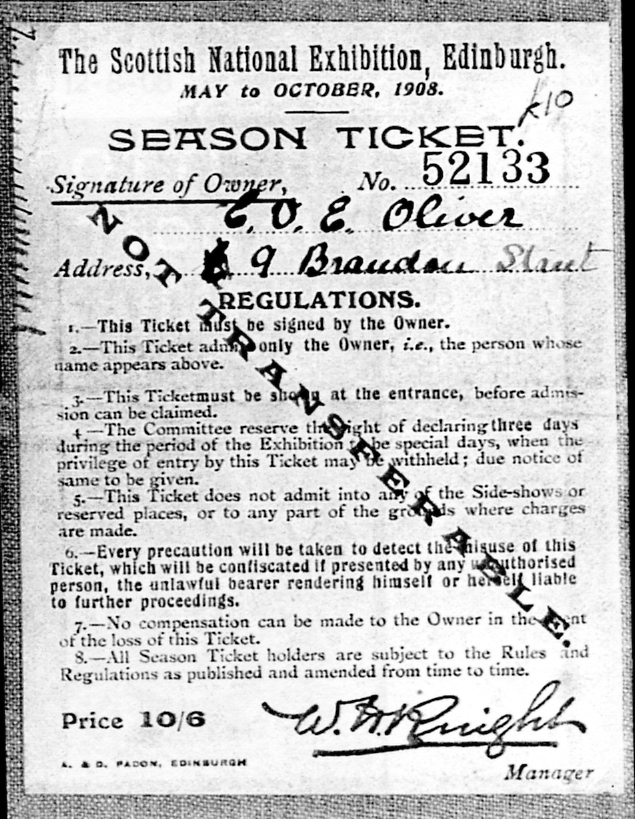 The Scottish National Exhibition, Edinburgh.
MAY to OCTOBER, 1908.
SEASON TICKET.
Signature of Owner, No. 52133
C. O. E. Oliver
Address, 9 Brandon Street
REGULATIONS.
1.—This Ticket must be signed by the Owner.
2.—This Ticket admits only the Owner, i.e., the person whose
name appears above.
3.—This Ticket must be shown at the entrance, before admis-
sion can be claimed.
4—The Committee reserve the right of declaring three days
during the period of the Exhibition to be special days, when the
privilege of entry by this Ticket may be withheld; due notice of
same to be given.
5.—This Ticket does not admit into any of the Side-shows or
reserved places, or to any part of the grounds where charges
are made.
6.—Every precaution will be taken to detect the misuse of this
Ticket, which will be confiscated if presented by any unauthorised
person, the unlawful bearer rendering himself or herself liable
to further proceedings.
7.—No compensation can be made to the Owner in the event
of the loss of this Ticket.
8.—All Season Ticket holders are subject to the Rules and
Regulations as published and amended from time to time.
NOT TRANSFERABLE.
Price 10/6
W. H. Knight
A. & D. PADON, EDINBURGH
Manager